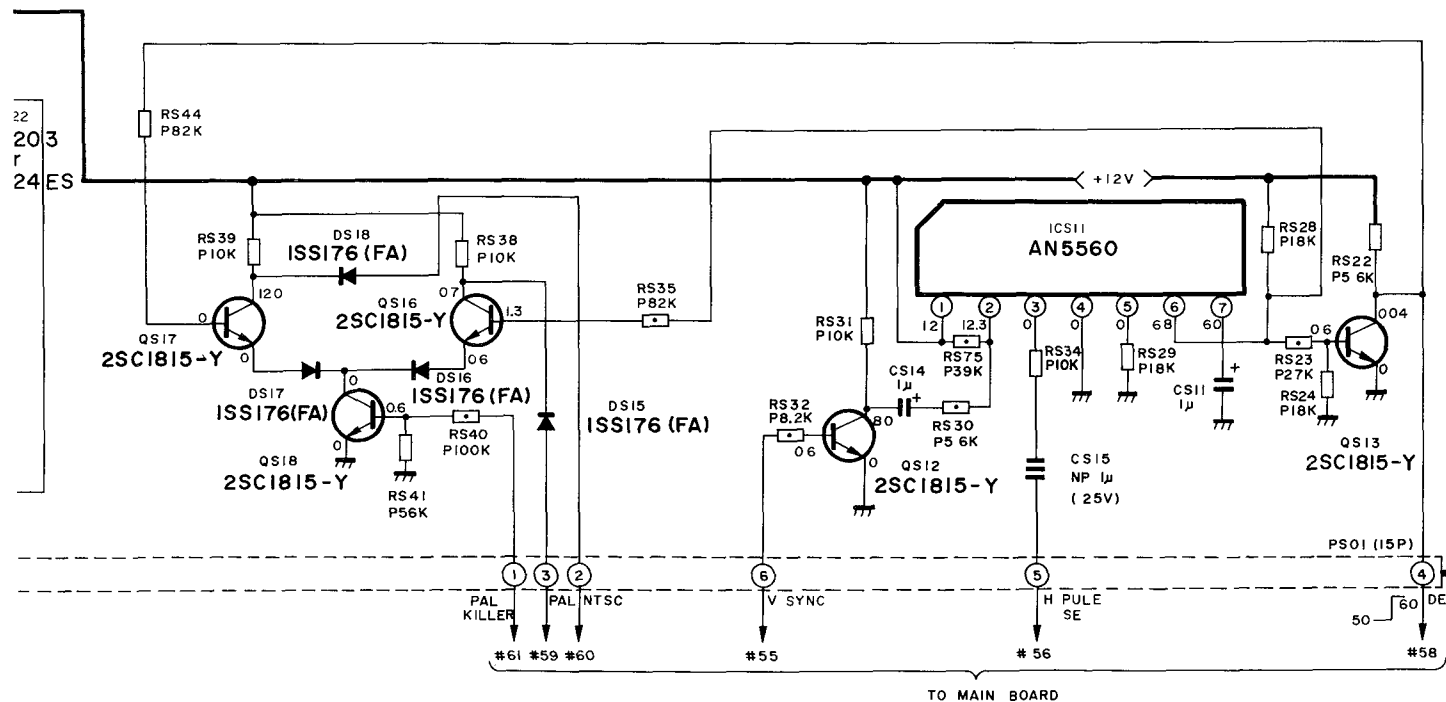 22
203
r
24ES
RS44
P82K
+12V
ICS11
AN5560
RS39
P10K
DS18
1SS176(FA)
RS38
P10K
RS28
P18K
RS22
P5 6K
120
0
QS17
2SC1815-Y
0
07
QS16
2SC1815-Y
1.3
06
RS35
P82K
1
2
3
4
5
6
7
12
12.3
0
0
0
68
60
RS31
P10K
RS75
P39K
RS34
P10K
RS29
P18K
CS11
1μ
+
RS23
P27K
06
RS24
P18K
004
0
QS13
2SC1815-Y
DS17
1SS176(FA)
0
DS16
1SS176(FA)
0.6
0
RS40
P100K
QS18
2SC1815-Y
RS41
P56K
DS15
1SS176(FA)
RS32
P8.2K
06
CS14
1μ
+
80
RS30
P5 6K
0
QS12
2SC1815-Y
CS15
NP 1μ
(25V)
PS01 (15P)
1
3
2
6
5
4
PAL
KILLER
PAL
NTSC
V SYNC
H PULE
SE
50
60
DE
#61
#59
#60
#55
#56
#58
TO MAIN BOARD